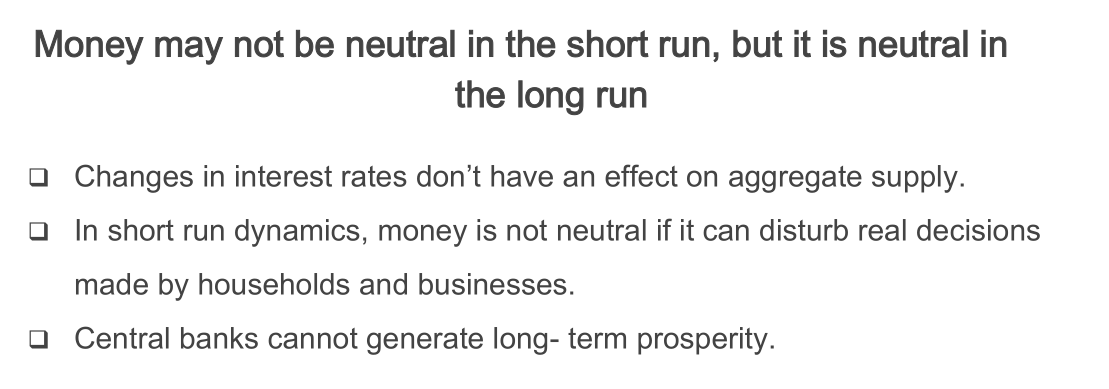 Money may not be neutral in the short run, but it is neutral in
the long run
❑ Changes in interest rates don’t have an effect on aggregate supply.
❑ In short run dynamics, money is not neutral if it can disturb real decisions
made by households and businesses.
❑ Central banks cannot generate long- term prosperity.